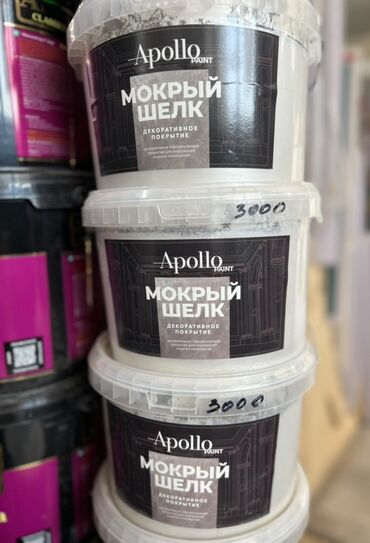 Apollo
PAINT
МОКРЫЙ
ШЕЛК
ДЕКОРАТИВНОЕ
ПОКРЫТИЕ
3000
Apollo
PAINT
МОКРЫЙ
ШЕЛК
ДЕКОРАТИВНОЕ
ПОКРЫТИЕ
3000
Apollo
PAINT
МОКРЫЙ
ШЕЛК
ДЕКОРАТИВНОЕ
ПОКРЫТИЕ